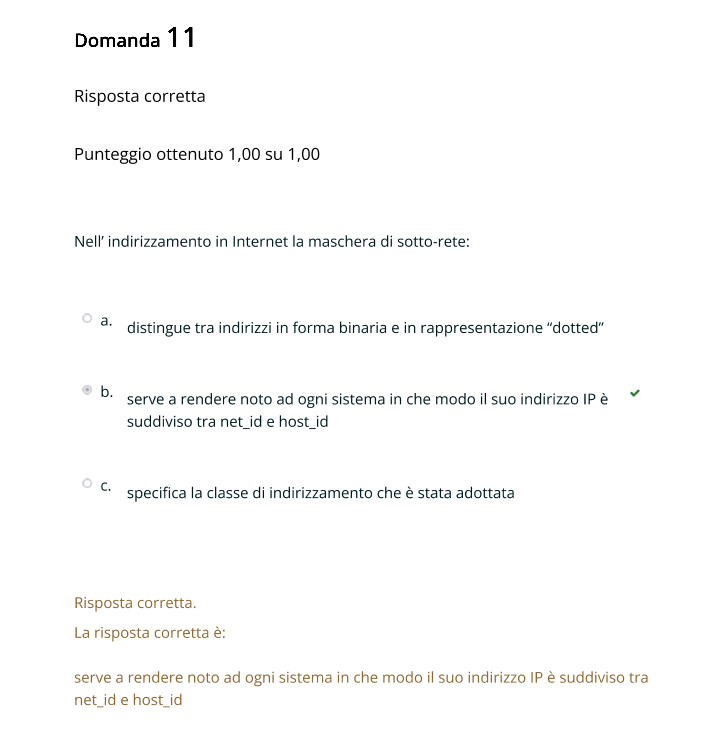 Domanda 11
Risposta corretta
Punteggio ottenuto 1,00 su 1,00
Nell’ indirizzamento in Internet la maschera di sotto-rete:
a. distingue tra indirizzi in forma binaria e in rappresentazione “dotted”
b. serve a rendere noto ad ogni sistema in che modo il suo indirizzo IP è
suddiviso tra net_id e host_id
c. specifica la classe di indirizzamento che è stata adottata
Risposta corretta.
La risposta corretta è:
serve a rendere noto ad ogni sistema in che modo il suo indirizzo IP è suddiviso tra
net_id e host_id